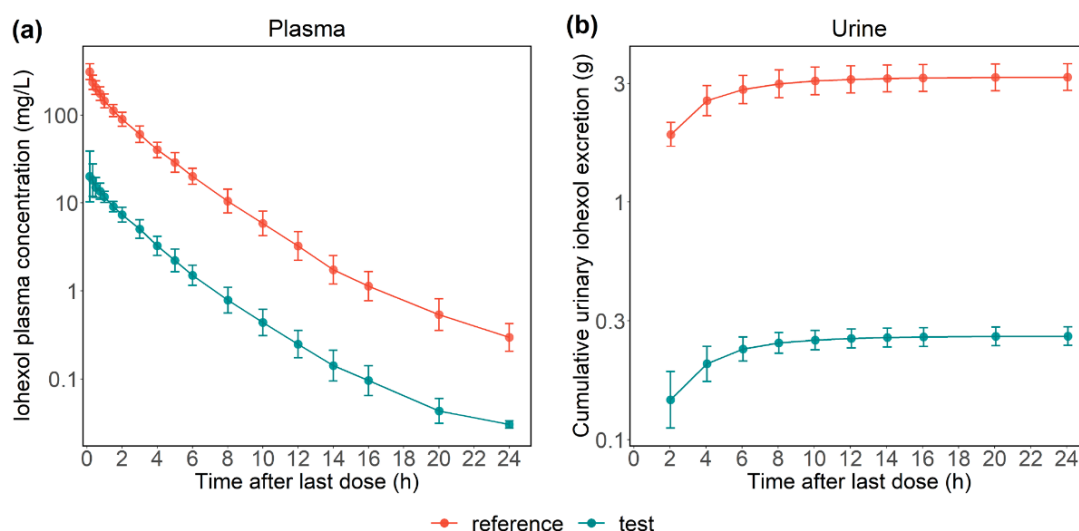 (a)
Plasma
Iohexol plasma concentration (mg/L)
100
10
1
0.1
0 2 4 6 8 10 12 14 16 18 20 22 24
Time after last dose (h)
(b)
Urine
Cumulative urinary iohexol excretion (g)
3
1
0.3
0.1
0 2 4 6 8 10 12 14 16 18 20 22 24
Time after last dose (h)
reference test